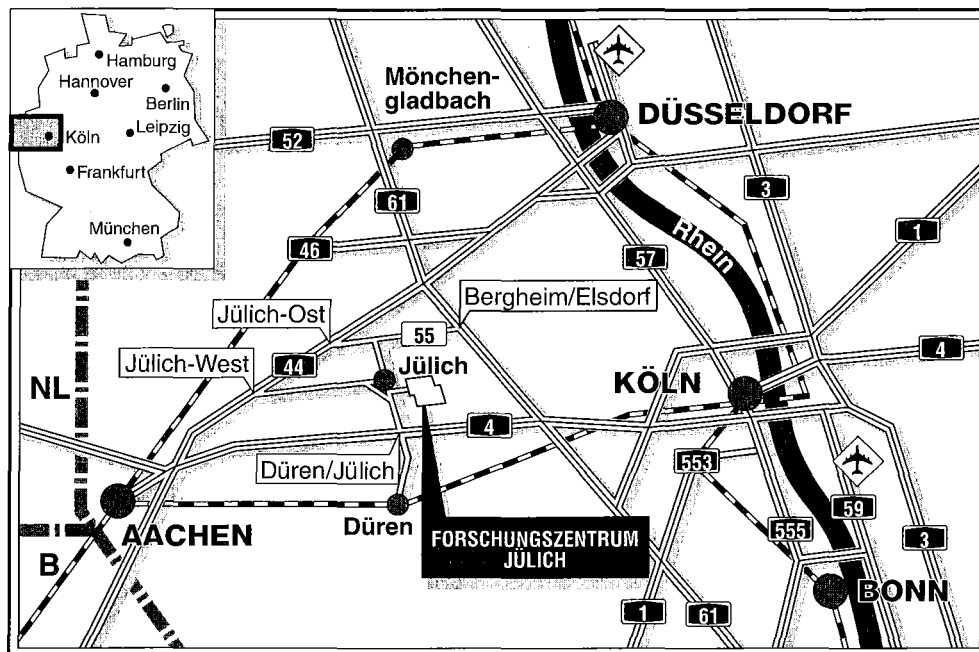 Hamburg
Hannover
Berlin
Köln
Leipzig
Frankfurt
München
Mönchen-
gladbach
DÜSSELDORF
52
61
3
1
46
Rhein
57
Bergheim/Elsdorf
Jülich-Ost
55
Jülich-West
44
Jülich
4
NL
KÖLN
4
Düren/Jülich
553
AACHEN
Düren
59
555
B
FORSCHUNGSZENTRUM
JÜLICH
3
BONN
1
61